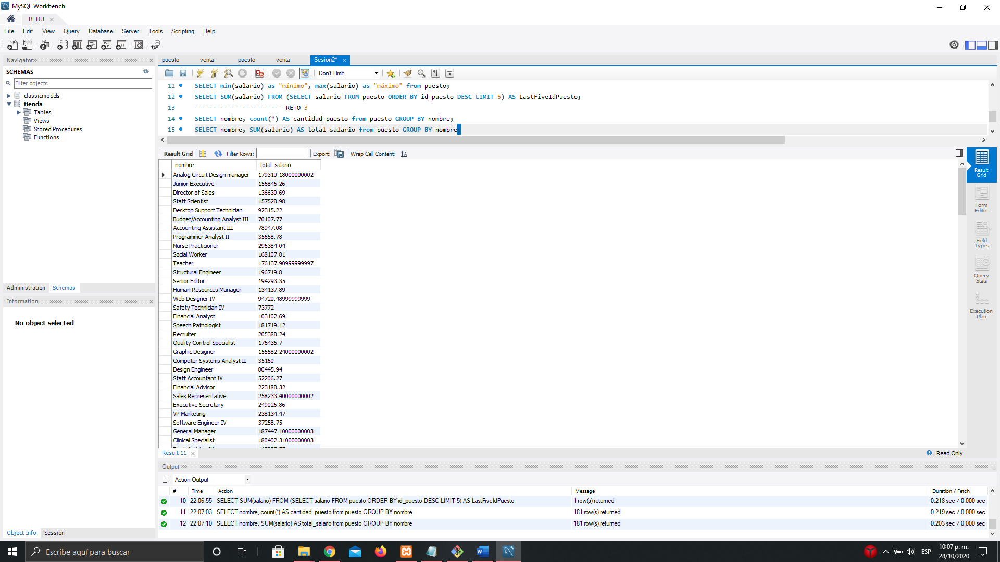 MySQL Workbench
BEDU
File Edit View Query Database Server Tools Scripting Help
Navigator
SCHEMAS
Filter objects
classicmodels
tienda
Tables
Views
Stored Procedures
Functions
Administration Schemas
Information
No object selected
Object Info Session
puesto venta puesto venta Sesion2*
Don't Limit
11 SELECT min(salario) as "mínimo", max(salario) as "máximo" from puesto;
12 SELECT SUM(salario) FROM (SELECT salario FROM puesto ORDER BY id_puesto DESC LIMIT 5) AS LastFiveIdPuesto;
13 ------------------------ RETO 3
14 SELECT nombre, count(*) AS cantidad_puesto from puesto GROUP BY nombre;
15 SELECT nombre, SUM(salario) AS total_salario from puesto GROUP BY nombre;
Result Grid Filter Rows: Export: Wrap Cell Content:
nombre total_salario
Analog Circuit Design manager 179310.18000000002
Junior Executive 156846.26
Director of Sales 136630.69
Staff Scientist 157528.98
Desktop Support Technician 92315.22
Budget/Accounting Analyst III 70107.77
Accounting Assistant III 78947.08
Programmer Analyst II 35658.78
Nurse Practicioner 296384.04
Social Worker 168107.81
Teacher 176137.90999999997
Structural Engineer 196719.8
Senior Editor 194293.35
Human Resources Manager 134137.89
Web Designer IV 94720.48999999999
Safety Technician IV 73772
Financial Analyst 103102.69
Speech Pathologist 181719.12
Recruiter 205388.24
Quality Control Specialist 176435.7
Graphic Designer 155582.24000000002
Computer Systems Analyst II 35160
Design Engineer 80445.94
Staff Accountant IV 52206.27
Financial Advisor 223188.32
Sales Representative 258233.40000000002
Executive Secretary 249026.86
VP Marketing 238134.47
Software Engineer IV 37258.75
General Manager 187447.10000000003
Clinical Specialist 180402.31000000003
Result Grid
Form Editor
Field Types
Query Stats
Execution Plan
Result 11
Read Only
Output
Action Output
# Time Action Message Duration / Fetch
10 22:06:55 SELECT SUM(salario) FROM (SELECT salario FROM puesto ORDER BY id_puesto DESC LIMIT 5) AS LastFiveIdPuesto 1 row(s) returned 0.218 sec / 0.000 sec
11 22:07:03 SELECT nombre, count(*) AS cantidad_puesto from puesto GROUP BY nombre 181 row(s) returned 0.219 sec / 0.000 sec
12 22:07:10 SELECT nombre, SUM(salario) AS total_salario from puesto GROUP BY nombre 181 row(s) returned 0.203 sec / 0.000 sec
Escribe aquí para buscar
ESP
10:07 p. m.
28/10/2020